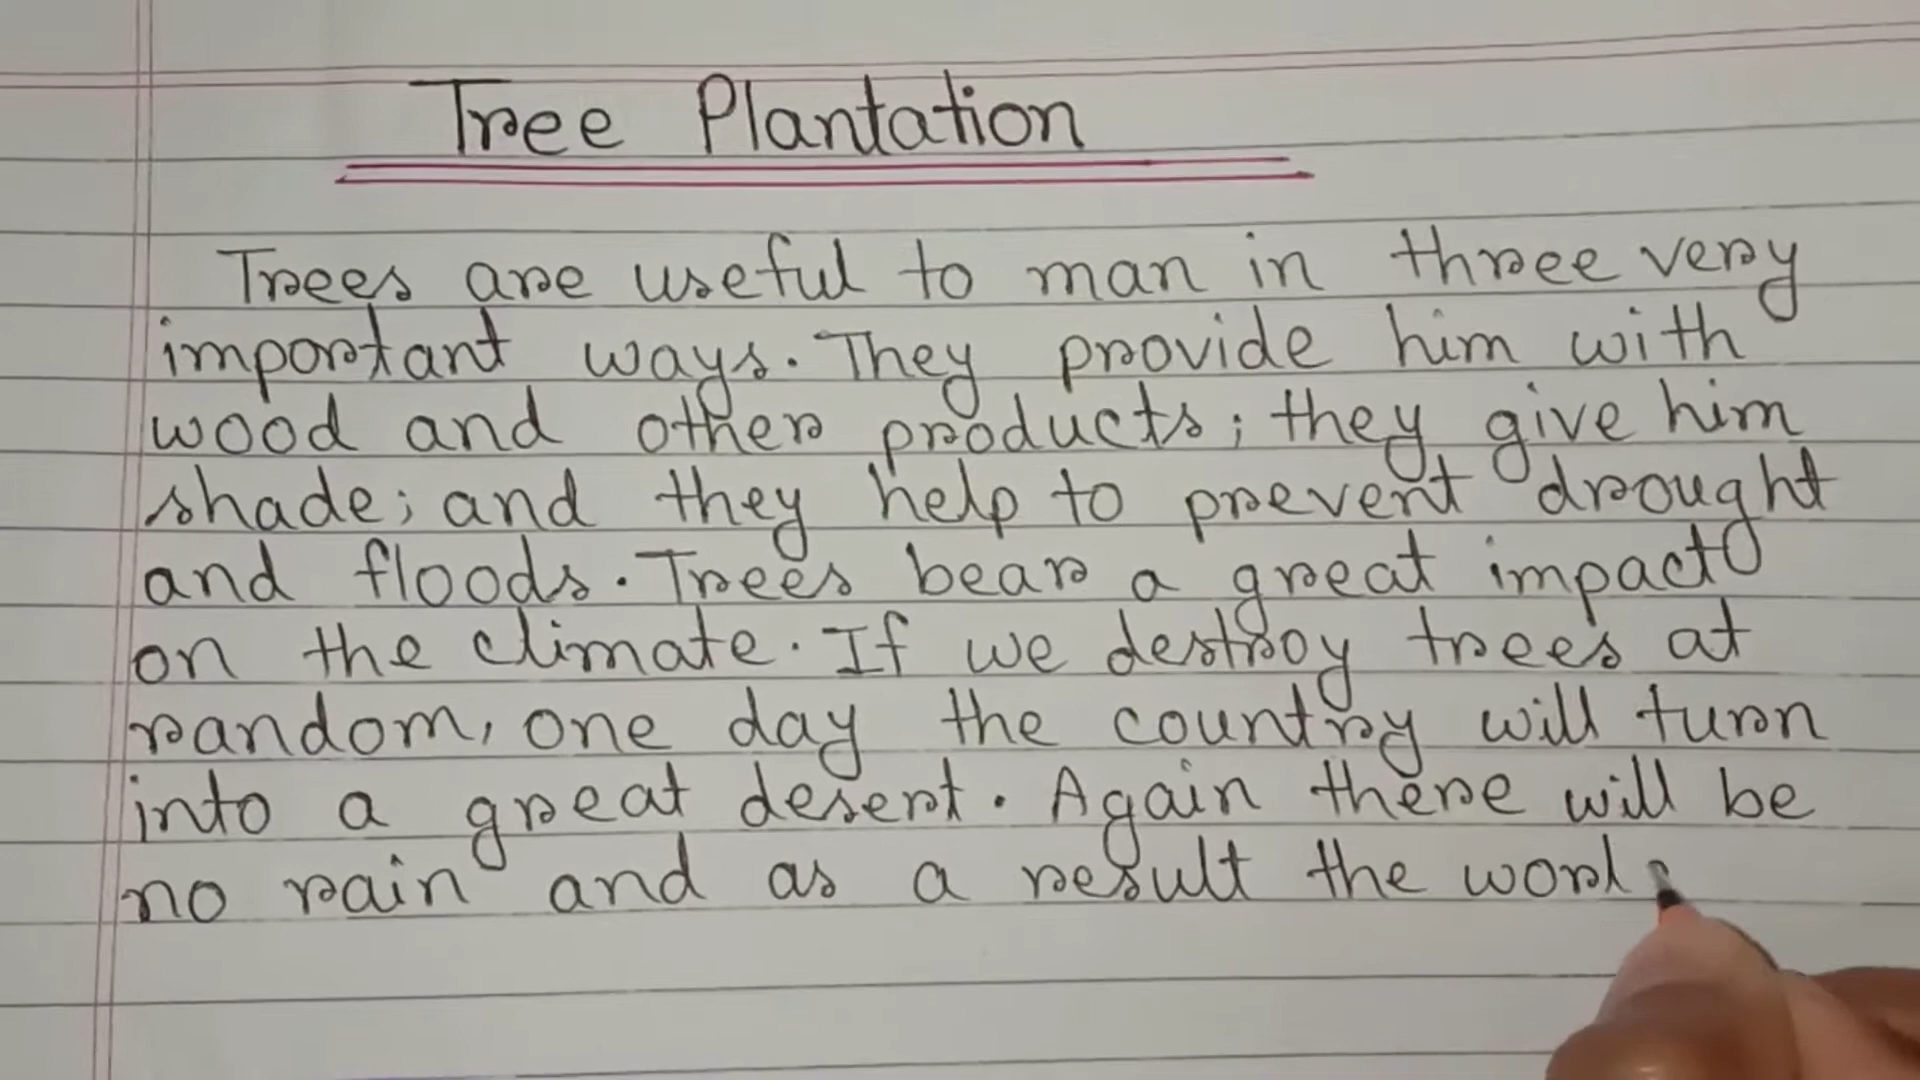 Tree Plantation
Trees are useful to man in three very
important ways. They provide him with
wood and other products; they give him
shade; and they help to prevent drought
and floods. Trees bear a great impact
on the climate. If we destroy trees at
random, one day the country will turn
into a great desert. Again there will be
no rain and as a result the worl